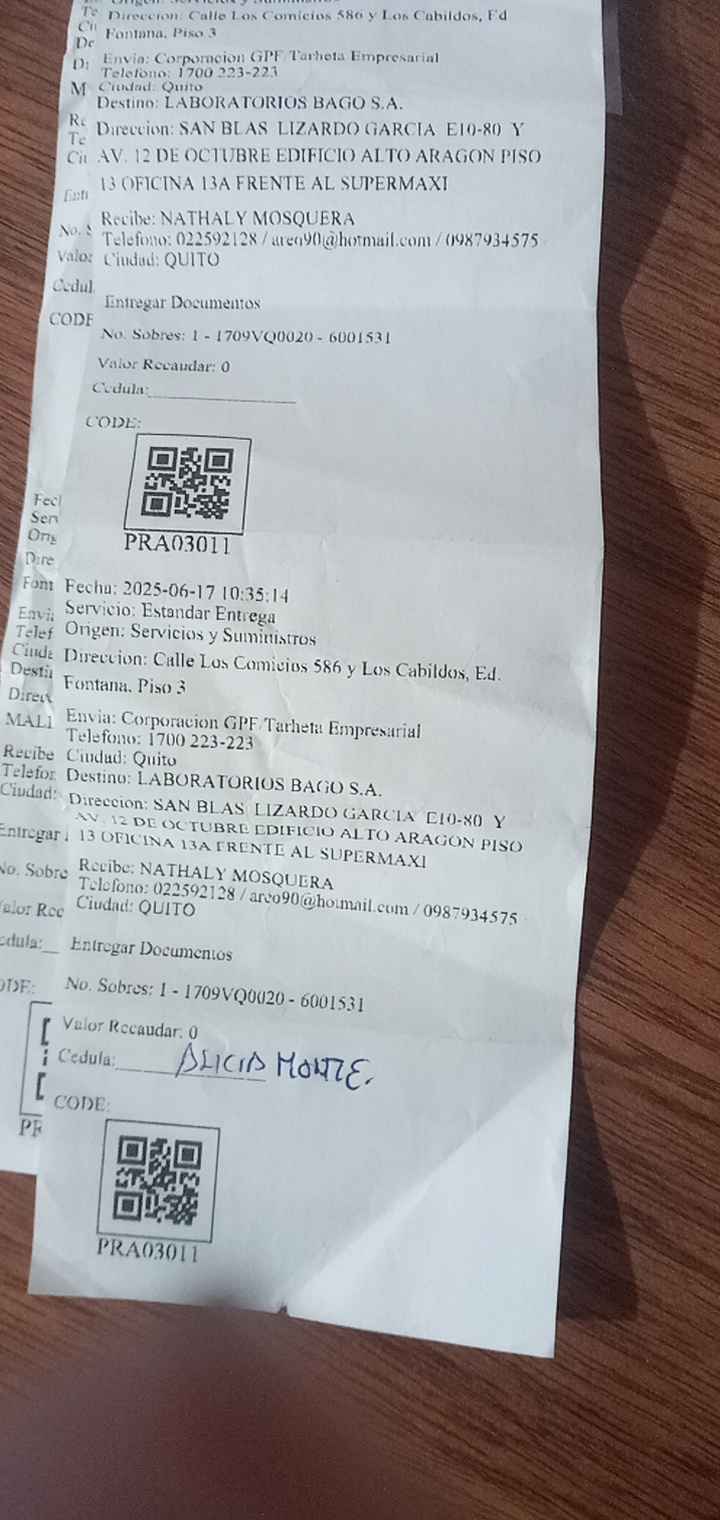 Direccion: Calle Los Comicios 586 y Los Cabildos, Ed
Fontana, Piso 3
Envia: Corporacion GPF/Tarheta Empresarial
Telefono: 1700 223-223
Ciudad: Quito
Destino: LABORATORIOS BAGO S.A.
Direccion: SAN BLAS LIZARDO GARCIA E10-80 Y
AV. 12 DE OCTUBRE EDIFICIO ALTO ARAGON PISO
13 OFICINA 13A FRENTE AL SUPERMAXI
Recibe: NATHALY MOSQUERA
Telefono: 022592128 / areo90@hotmail.com / 0987934575
Ciudad: QUITO
Entregar Documentos
No. Sobres: 1 - 1709VQ0020 - 6001531
Valor Recaudar: 0
Cedula:
CODE:
PRA03011
Fecha: 2025-06-17 10:35:14
Servicio: Estandar Entrega
Origen: Servicios y Suministros
Direccion: Calle Los Comicios 586 y Los Cabildos, Ed.
Fontana, Piso 3
Envia: Corporacion GPF/Tarheta Empresarial
Telefono: 1700 223-223
Ciudad: Quito
Destino: LABORATORIOS BAGO S.A.
Direccion: SAN BLAS LIZARDO GARCIA E10-80 Y
AV. 12 DE OCTUBRE EDIFICIO ALTO ARAGON PISO
13 OFICINA 13A FRENTE AL SUPERMAXI
Recibe: NATHALY MOSQUERA
Telefono: 022592128 / areo90@hotmail.com / 0987934575
Ciudad: QUITO
Entregar Documentos
No. Sobres: 1 - 1709VQ0020 - 6001531
Valor Recaudar: 0
Cedula: ALICIA MONTE.
CODE:
PRA03011